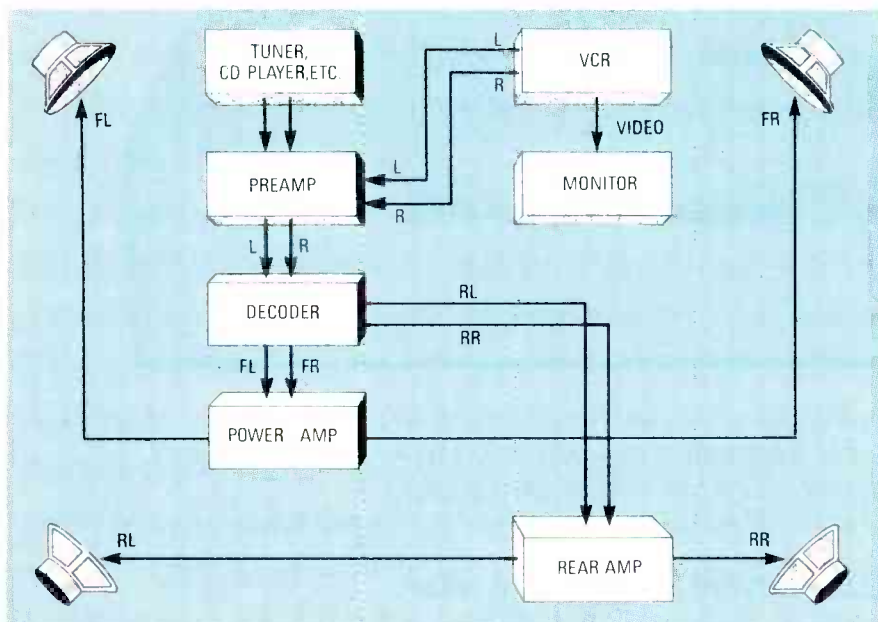 TUNER,
CD PLAYER,ETC.
L
R
VCR
FL
FR
VIDEO
L
PREAMP
MONITOR
R
L
R
RL
DECODER
RR
FL
FR
POWER AMP
RL
RR
REAR AMP